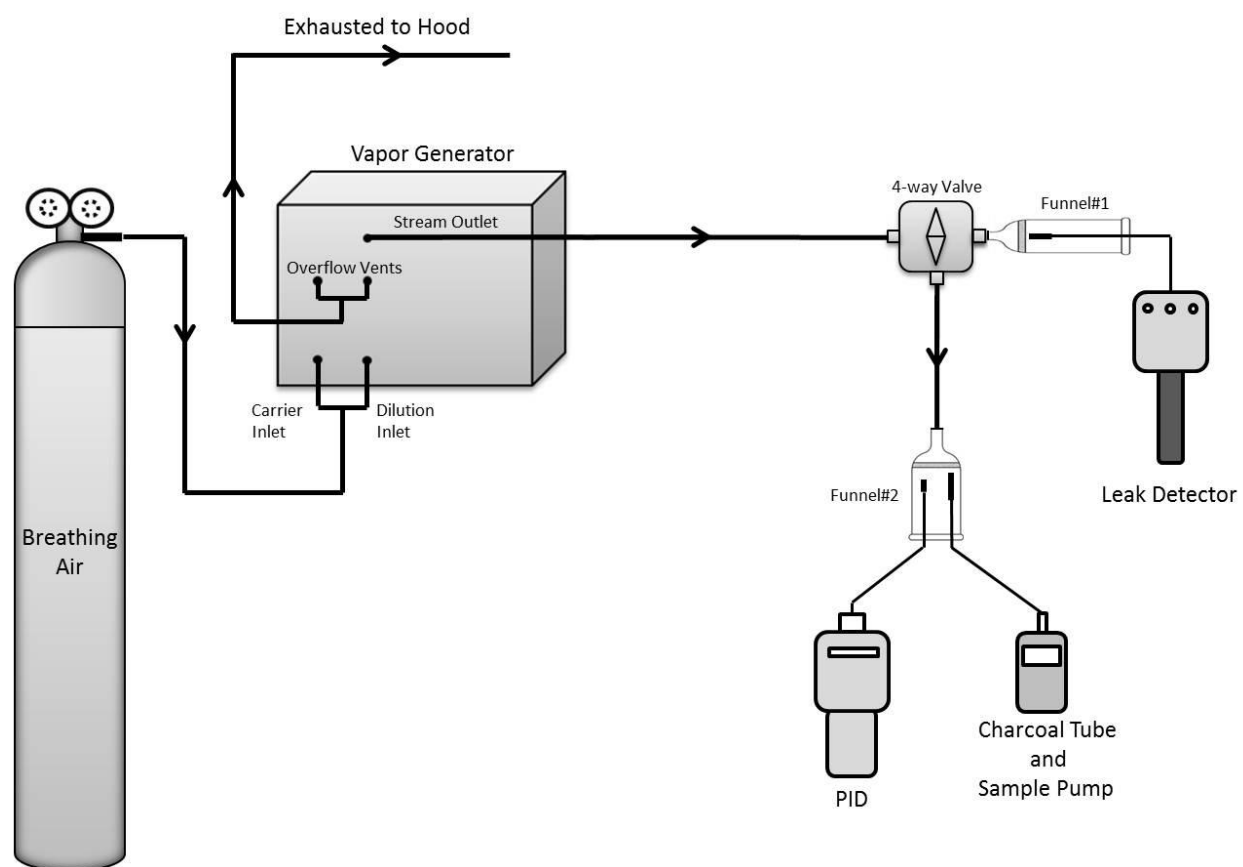 Exhausted to Hood
Vapor Generator
Stream Outlet
Overflow Vents
Carrier
Inlet
Dilution
Inlet
4-way Valve
Funnel#1
Leak Detector
Funnel#2
Breathing
Air
PID
Charcoal Tube
and
Sample Pump